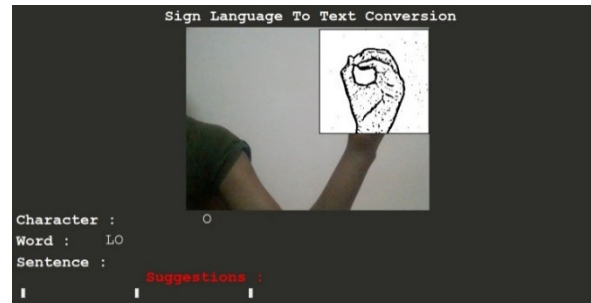 Sign Language To Text Conversion
Character : O
Word : LO
Sentence :
Suggestions :